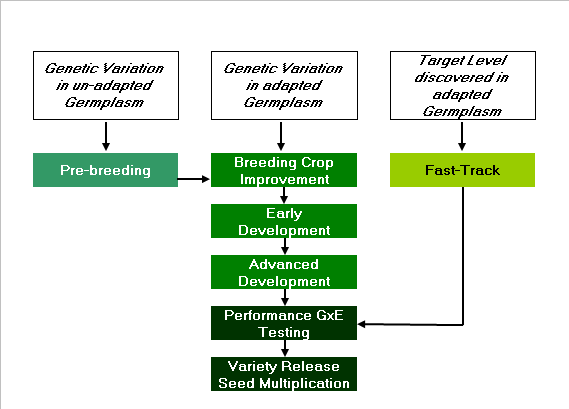 Genetic Variation
in un-adapted
Germplasm
Genetic Variation
in adapted
Germplasm
Target Level
discovered in
adapted
Germplasm
Pre-breeding
Breeding Crop
Improvement
Fast-Track
Early
Development
Advanced
Development
Performance GxE
Testing
Variety Release
Seed Multiplication